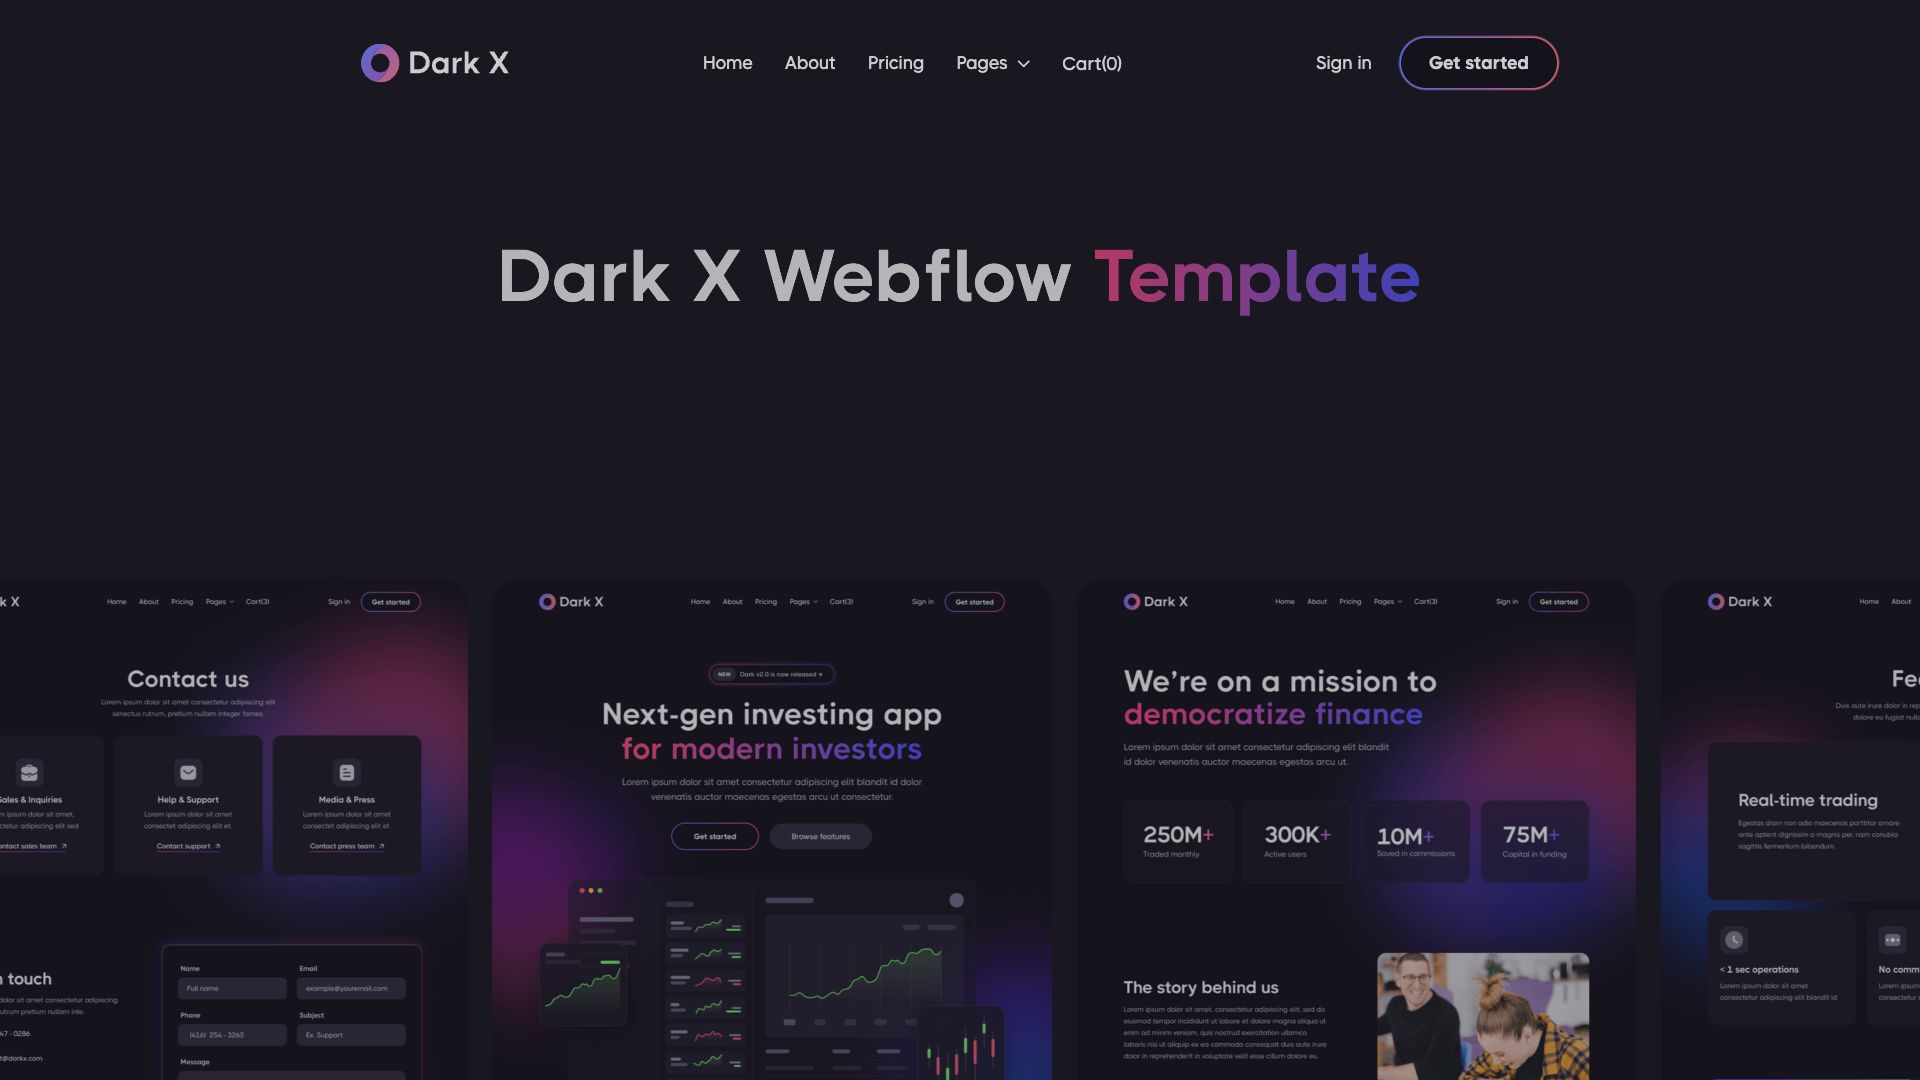 Dark X
Home
About
Pricing
Pages
Cart(0)
Sign in
Get started
Dark X Webflow Template
k X
Home
About
Pricing
Pages
Cart(3)
Sign in
Get started
Contact us
Lorem ipsum dolor sit amet consectetur adipiscing elit
senectus rutrum, pretium nullam integer fames.
ales & Inquiries
m ipsum dolor sit amet,
ctetur adipiscing elit sed
ontact sales team
Help & Support
Lorem ipsum dolor sit amet
consectet adipiscing elit et.
Contact support
Media & Press
Lorem ipsum dolor sit amet
consectet adipiscing elit et.
Contact press team
n touch
dolor sit amet consectetur adipiscing
utrum pretium nullam inte.
47 - 0286
t@darkx.com
Name
Full name
Email
example@youremail.com
Phone
(416) 254 - 3265
Subject
Ex. Support
Message
Dark X
Home
About
Pricing
Pages
Cart(3)
Sign in
Get started
NEW
Dark v2.0 is now released →
Next-gen investing app
for modern investors
Lorem ipsum dolor sit amet consectetur adipiscing elit blandit id dolor
venenatis auctor maecenas egestas arcu ut consectetur.
Get started
Browse features
Dark X
Home
About
Pricing
Pages
Cart(3)
Sign in
Get started
We’re on a mission to
democratize finance
Lorem ipsum dolor sit amet consectetur adipiscing elit blandit
id dolor venenatis auctor maecenas egestas arcu ut.
250M+
Traded monthly
300K+
Active users
10M+
Saved in commissions
75M+
Capital in funding
The story behind us
Lorem ipsum dolor sit amet, consectetur adipiscing elit, sed do
eiusmod tempor incididunt ut labore et dolore magna aliqua ut
enim ad minim veniam, quis nostrud exercitation ullamco
laboris nisi ut aliquip ex ea commodo consequat duis aute irure
dolor in reprehenderit in voluptate velit esse cillum dolore eu.
Dark X
Home
About
Fe
Duis aute irure dolor in rep
dolore eu fugiat nulla
Real-time trading
Egestas diam non odio maecenas porttitor ornare
ante aptent dignissim a magnis per, nam conubia
sagittis fermentum bibendum.
< 1 sec operations
Lorem ipsum dolor sit amet
consectetur adipiscing elit id
No comm
Lorem ipsum
consectetur